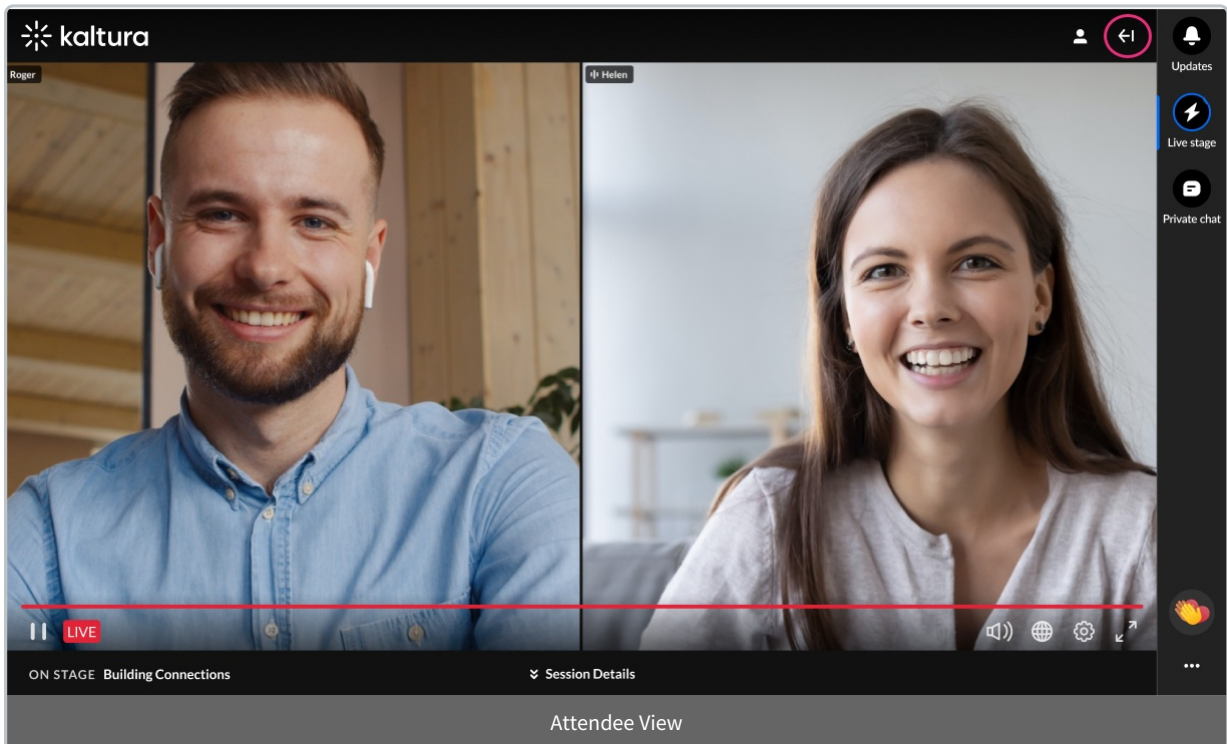 kaltura
Updates
Roger
Helen
Live stage
Private chat
LIVE
ON STAGE Building Connections
Session Details
Attendee View